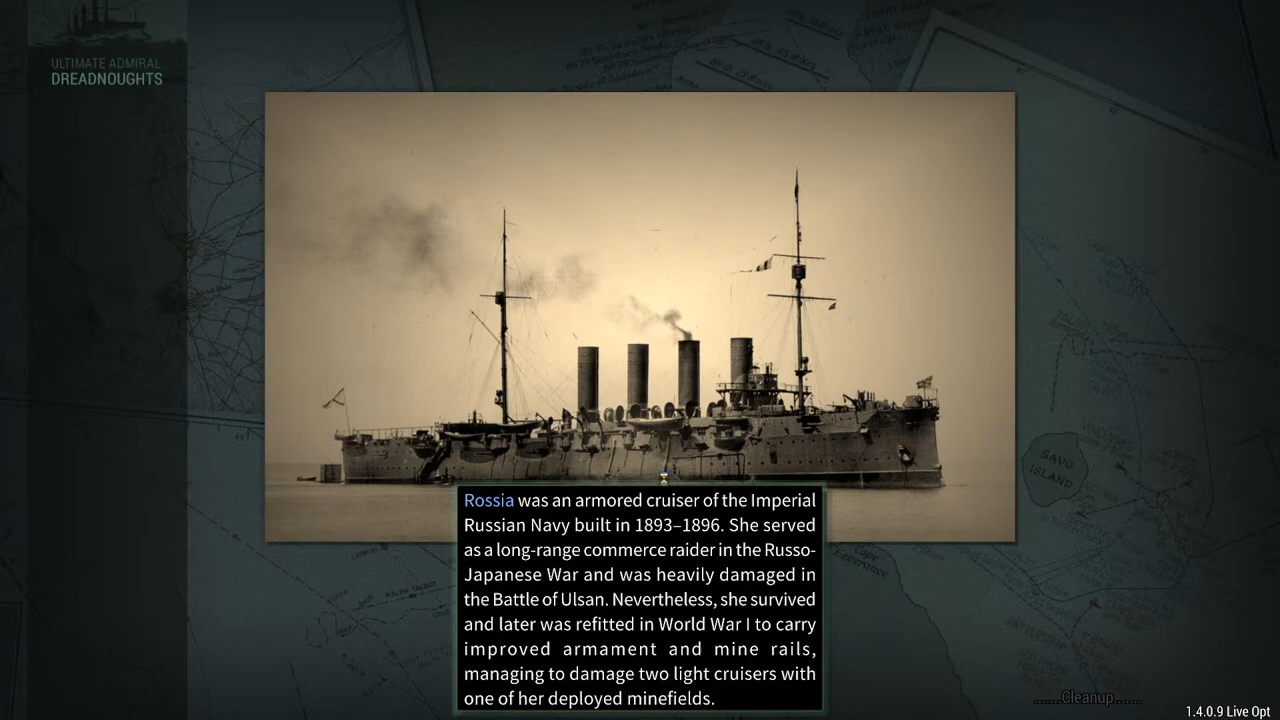 ULTIMATE ADMIRAL
DREADNOUGHTS
SAVO
ISLAND
Cape
Esperance
Rossia was an armored cruiser of the Imperial
Russian Navy built in 1893–1896. She served
as a long-range commerce raider in the Russo-
Japanese War and was heavily damaged in
the Battle of Ulsan. Nevertheless, she survived
and later was refitted in World War I to carry
improved armament and mine rails,
managing to damage two light cruisers with
one of her deployed minefields.
........Cleanup........
1.4.0.9 Live Opt